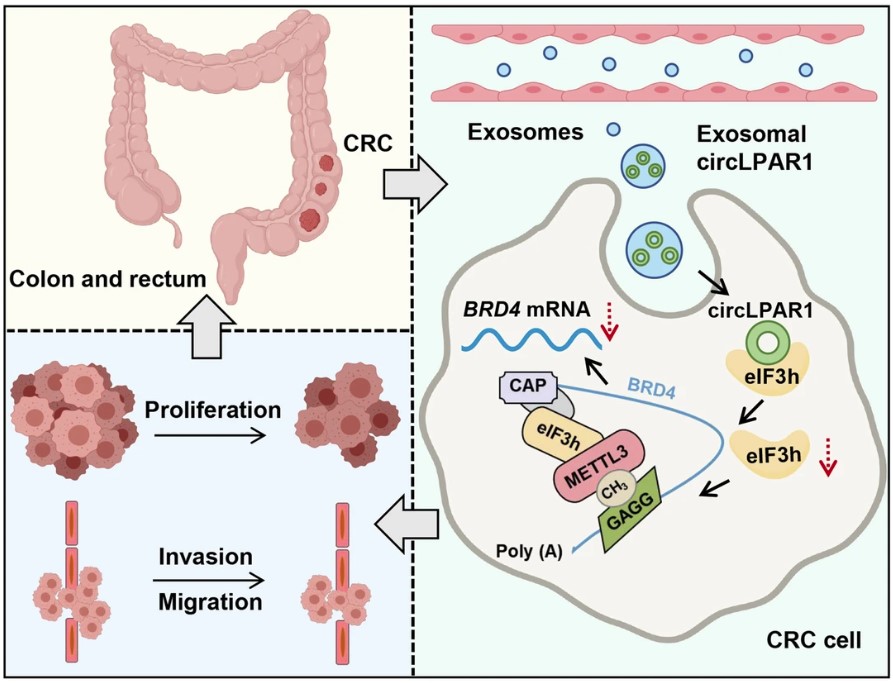 CRC
Colon and rectum
Proliferation
Invasion
Migration
Exosomes
Exosomal
circLPAR1
BRD4 mRNA
circLPAR1
eIF3h
CAP
BRD4
eIF3h
eIF3h
METTL3
CH₃
GAGG
Poly (A)
CRC cell